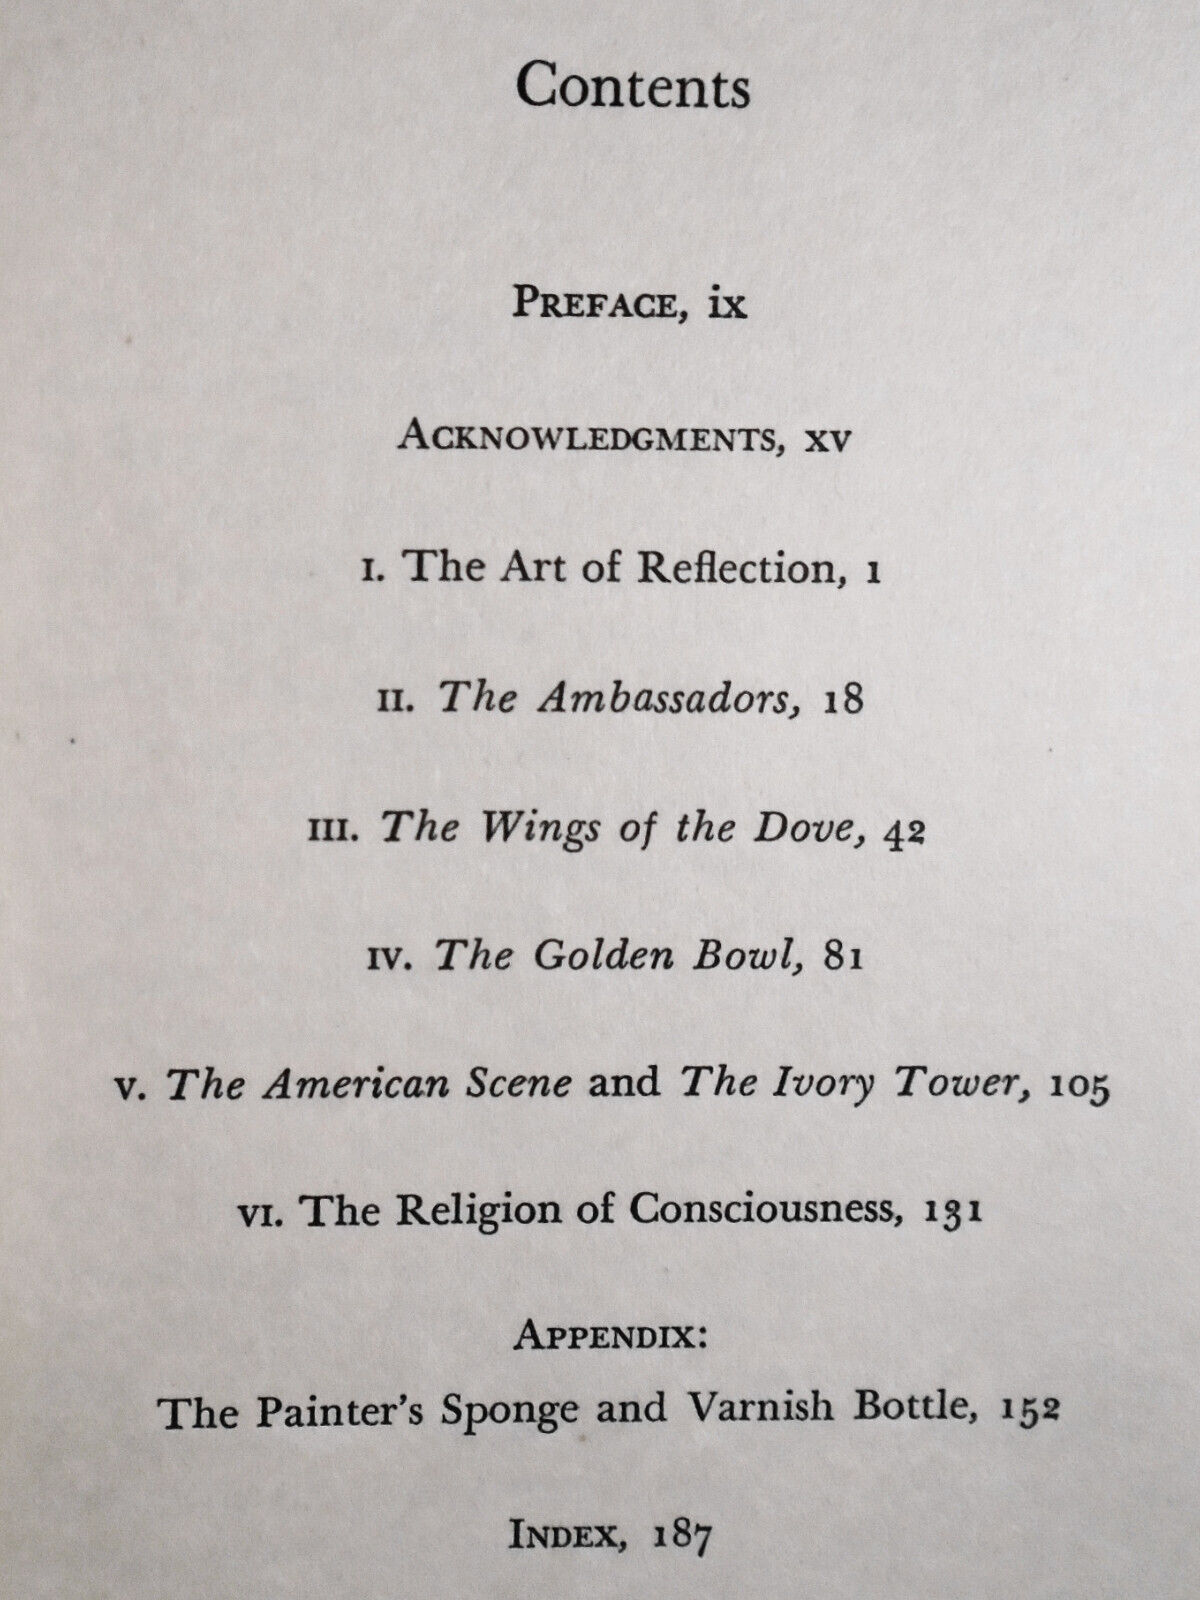 Contents
Preface, ix
Acknowledgments, xv
I. The Art of Reflection, 1
II. The Ambassadors, 18
III. The Wings of the Dove, 42
IV. The Golden Bowl, 81
V. The American Scene and The Ivory Tower, 105
VI. The Religion of Consciousness, 131
Appendix:
The Painter's Sponge and Varnish Bottle, 152
Index, 187